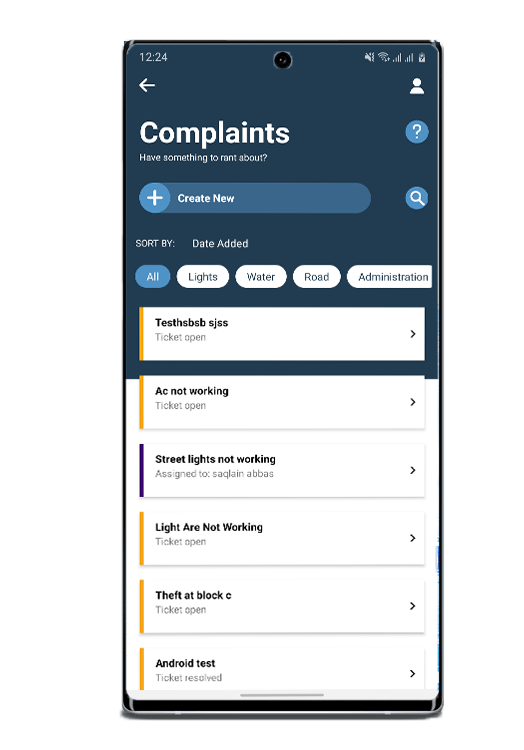 12:24
Complaints
?
Have something to rant about?
Create New
SORT BY: Date Added
All Lights Water Road Administration
Testhsbsb sjss
Ticket open
Ac not working
Ticket open
Street lights not working
Assigned to: saqlain abbas
Light Are Not Working
Ticket open
Theft at block c
Ticket open
Android test
Ticket resolved